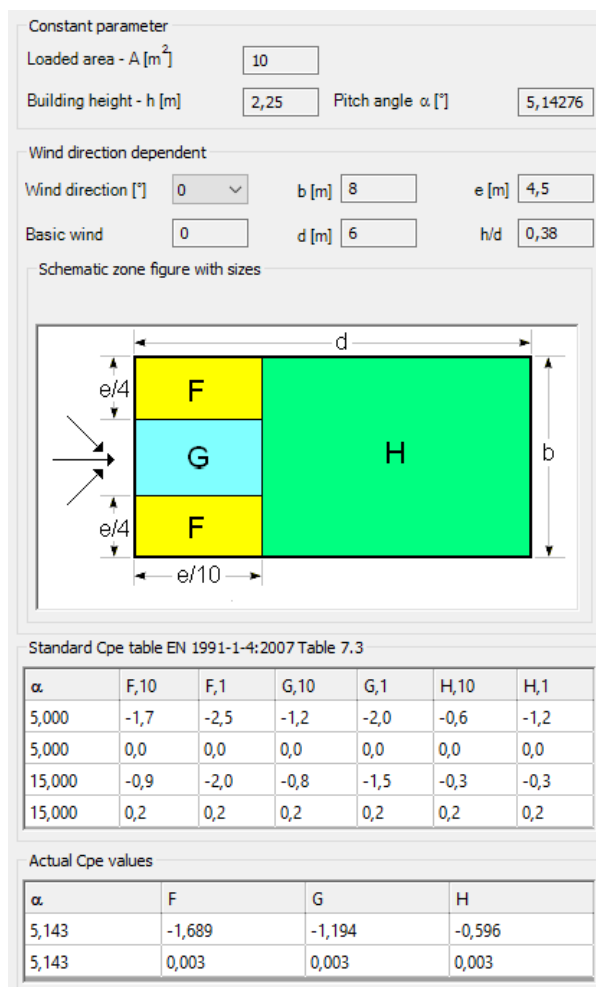 Constant parameter
Loaded area - A [m²] 10
Building height - h [m] 2,25 Pitch angle α [°] 5,14276
Wind direction dependent
Wind direction [°] 0 b [m] 8 e [m] 4,5
Basic wind 0 d [m] 6 h/d 0,38
Schematic zone figure with sizes
d
e/4 F
G H b
e/4 F
e/10
Standard Cpe table EN 1991-1-4:2007 Table 7.3
α F,10 F,1 G,10 G,1 H,10 H,1
5,000 -1,7 -2,5 -1,2 -2,0 -0,6 -1,2
5,000 0,0 0,0 0,0 0,0 0,0 0,0
15,000 -0,9 -2,0 -0,8 -1,5 -0,3 -0,3
15,000 0,2 0,2 0,2 0,2 0,2 0,2
Actual Cpe values
α F G H
5,143 -1,689 -1,194 -0,596
5,143 0,003 0,003 0,003